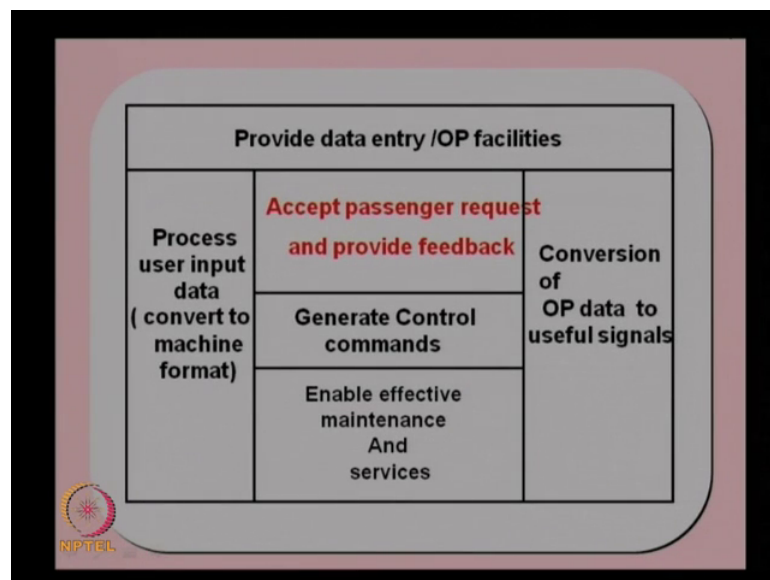 Provide data entry /OP facilities
Process
user input
data
( convert to
machine
format)
Accept passenger request
and provide feedback
Generate Control
commands
Enable effective
maintenance
And
services
Conversion
of
OP data to
useful signals
NPTEL